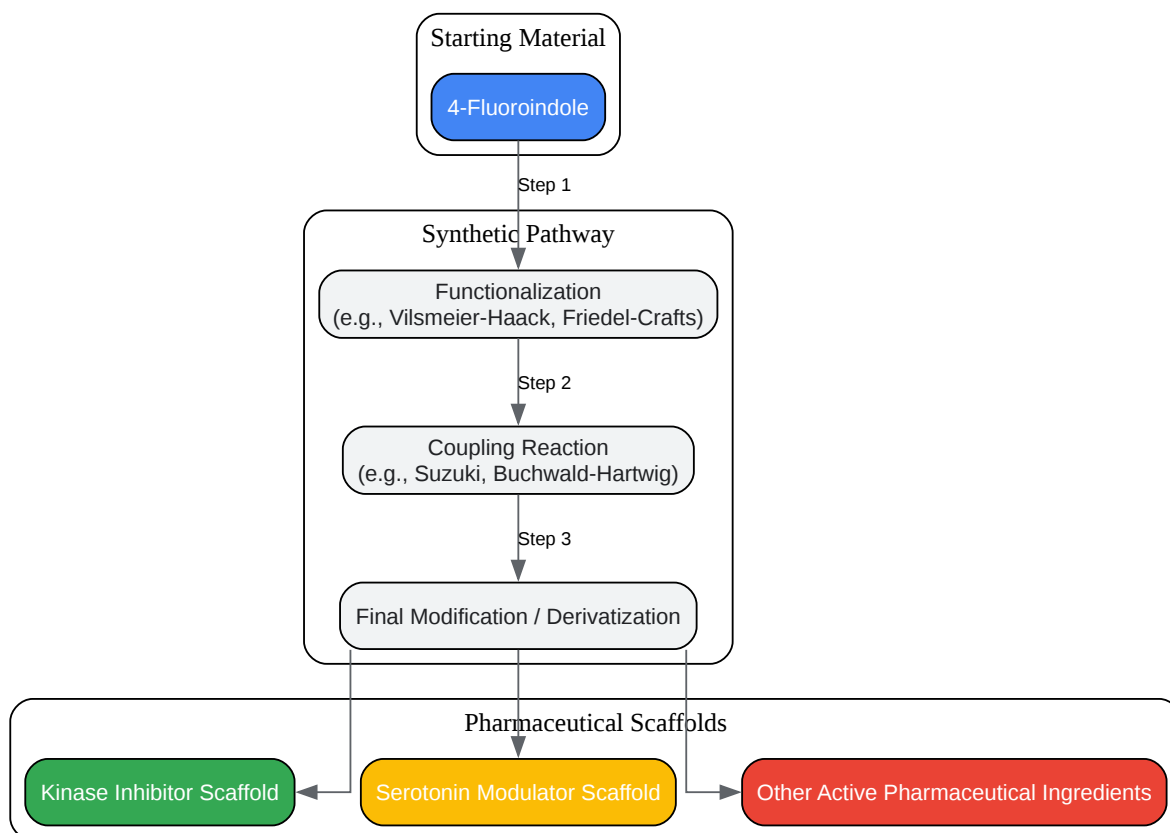 Starting Material
4-Fluoroindole
Step 1
Synthetic Pathway
Functionalization
(e.g., Vilsmeier-Haack, Friedel-Crafts)
Step 2
Coupling Reaction
(e.g., Suzuki, Buchwald-Hartwig)
Step 3
Final Modification / Derivatization
Pharmaceutical Scaffolds
Kinase Inhibitor Scaffold
Serotonin Modulator Scaffold
Other Active Pharmaceutical Ingredients